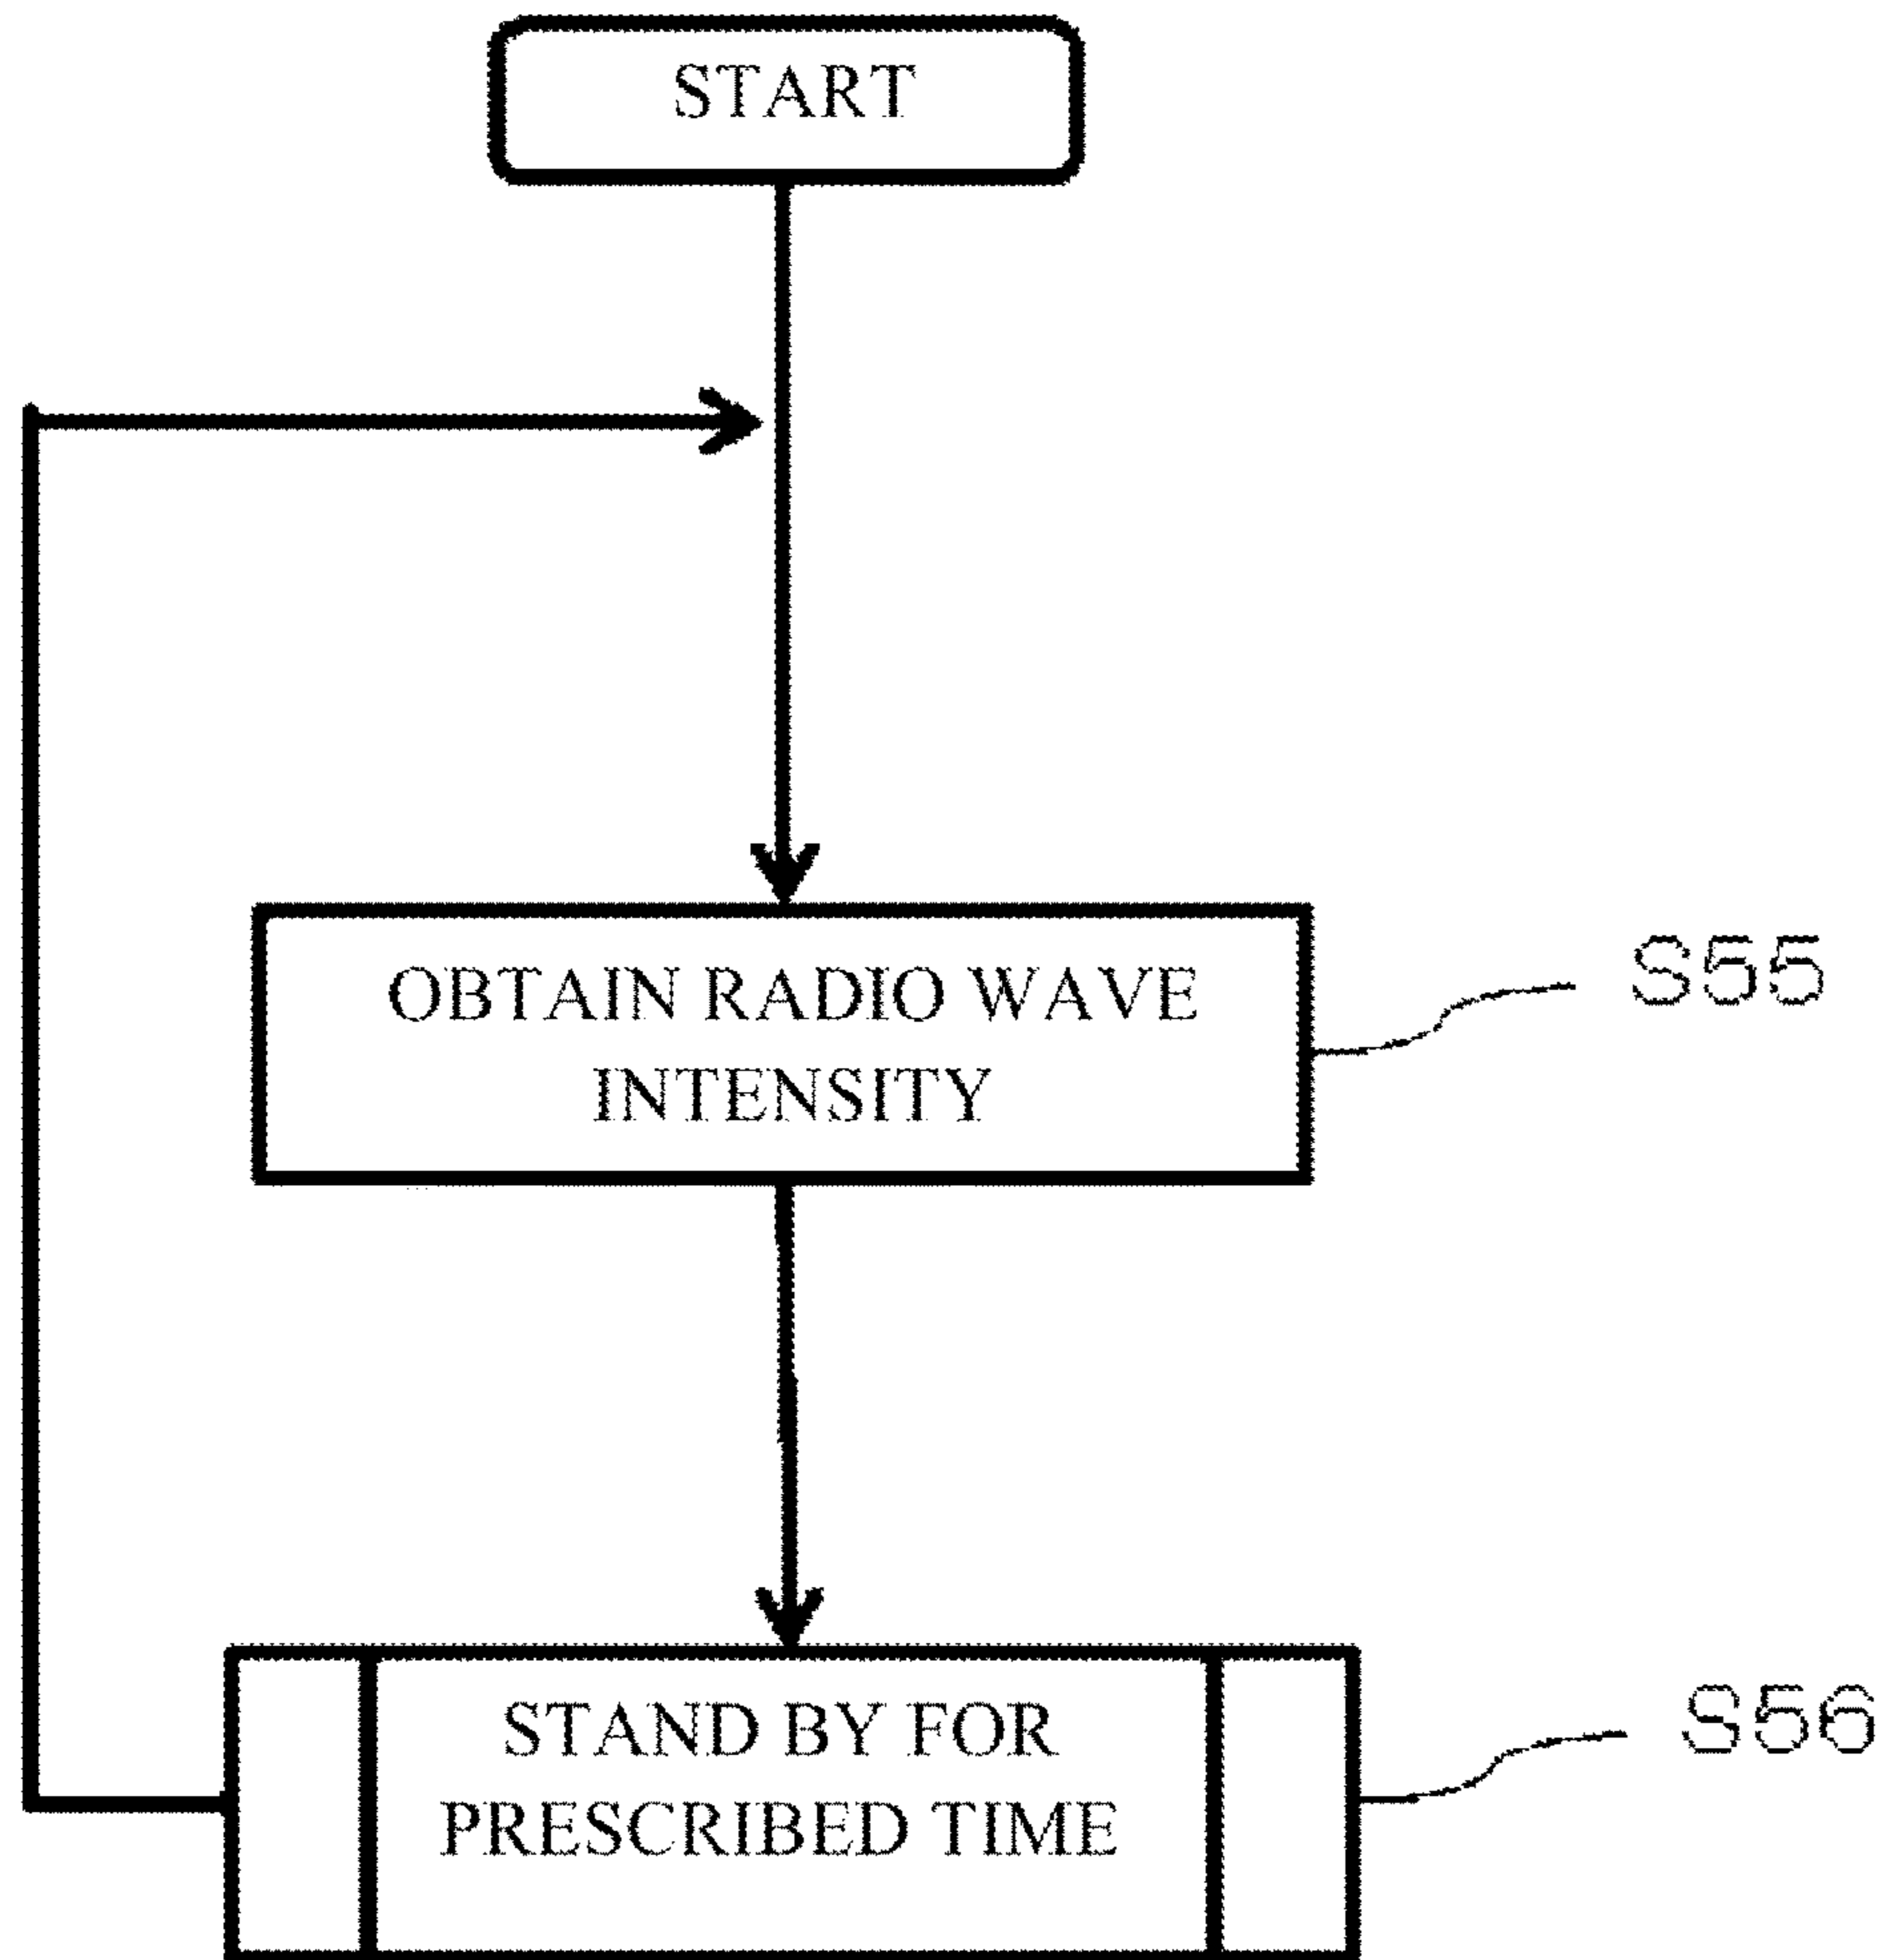 START
OBTAIN RADIO WAVE
INTENSITY
S55
STAND BY FOR
PRESCRIBED TIME
S56